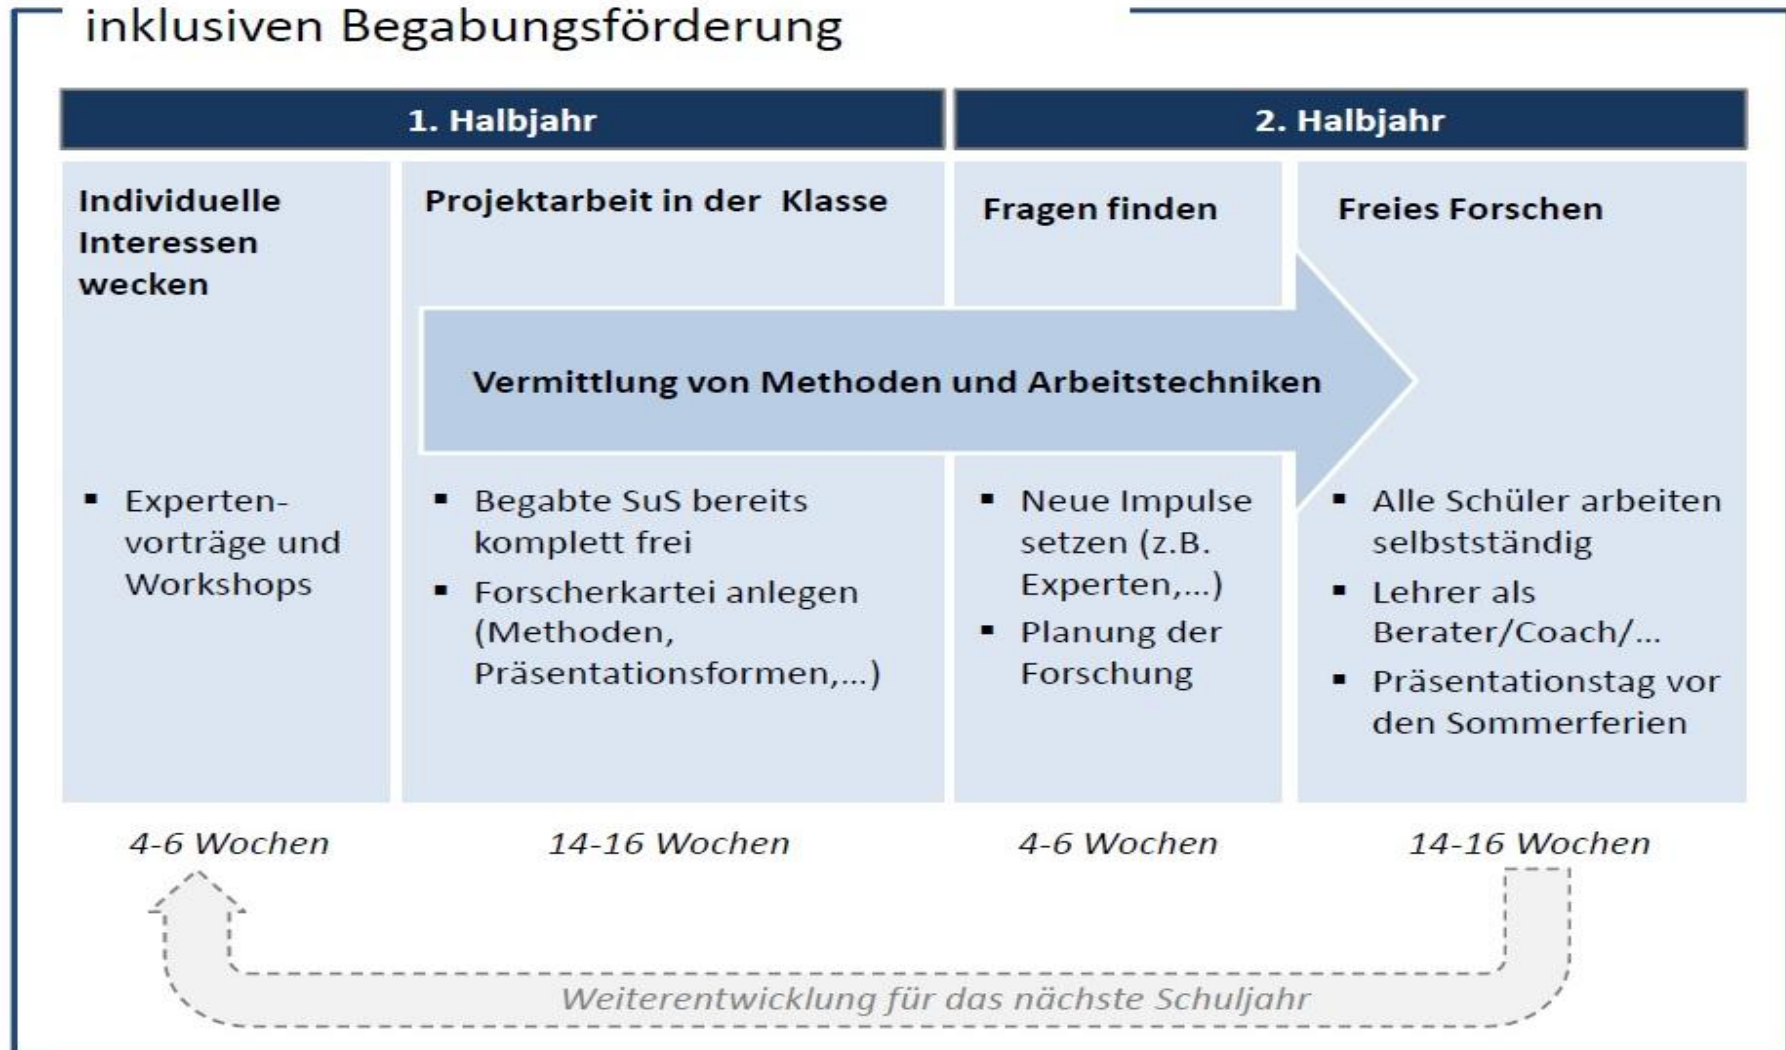 inklusiven Begabungsförderung
1. Halbjahr
2. Halbjahr
Individuelle
Interessen
wecken
Projektarbeit in der Klasse
Fragen finden
Freies Forschen
Vermittlung von Methoden und Arbeitstechniken
▪ Experten-
vorträge und
Workshops
▪ Begabte SuS bereits
komplett frei
▪ Forscherkartei anlegen
(Methoden,
Präsentationsformen,...)
▪ Neue Impulse
setzen (z.B.
Experten,...)
▪ Planung der
Forschung
▪ Alle Schüler arbeiten
selbstständig
▪ Lehrer als
Berater/Coach/...
▪ Präsentationstag vor
den Sommerferien
4-6 Wochen
14-16 Wochen
4-6 Wochen
14-16 Wochen
Weiterentwicklung für das nächste Schuljahr